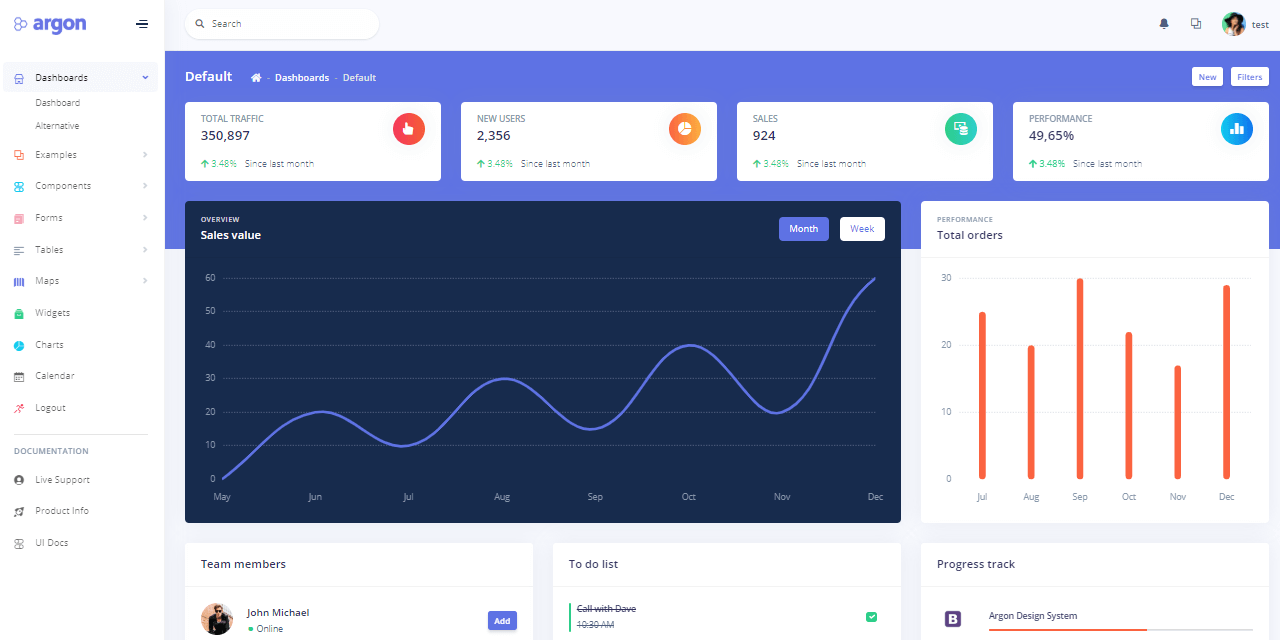 argon
Search
test
Dashboards
Dashboard
Alternative
Examples
Components
Forms
Tables
Maps
Widgets
Charts
Calendar
Logout
DOCUMENTATION
Live Support
Product Info
UI Docs
Default - Dashboards - Default
New Filters
TOTAL TRAFFIC
350,897
3.48% Since last month
NEW USERS
2,356
3.48% Since last month
SALES
924
3.48% Since last month
PERFORMANCE
49,65%
3.48% Since last month
OVERVIEW
Sales value
Month Week
60
50
40
30
20
10
0
May Jun Jul Aug Sep Oct Nov Dec
PERFORMANCE
Total orders
30
20
10
0
Jul Aug Sep Oct Nov Dec
Team members
John Michael
Online
Add
To do list
Call with Dave
10:30 AM
Progress track
B
Argon Design System